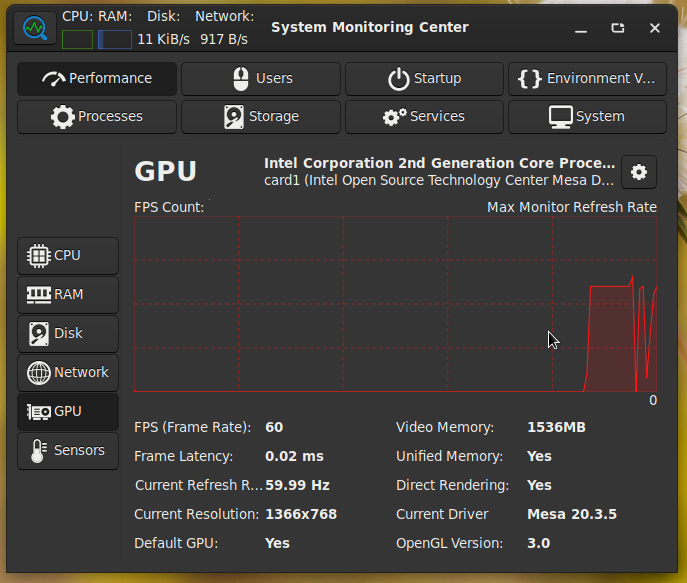 CPU: RAM: Disk: Network:
11 KiB/s 917 B/s
System Monitoring Center
Performance Users Startup Environment V...
Processes Storage Services System
GPU
Intel Corporation 2nd Generation Core Proce...
card1 (Intel Open Source Technology Center Mesa D...
FPS Count: Max Monitor Refresh Rate
CPU
RAM
Disk
Network
GPU
Sensors
0
FPS (Frame Rate): 60 Video Memory: 1536MB
Frame Latency: 0.02 ms Unified Memory: Yes
Current Refresh R... 59.99 Hz Direct Rendering: Yes
Current Resolution: 1366x768 Current Driver Mesa 20.3.5
Default GPU: Yes OpenGL Version: 3.0